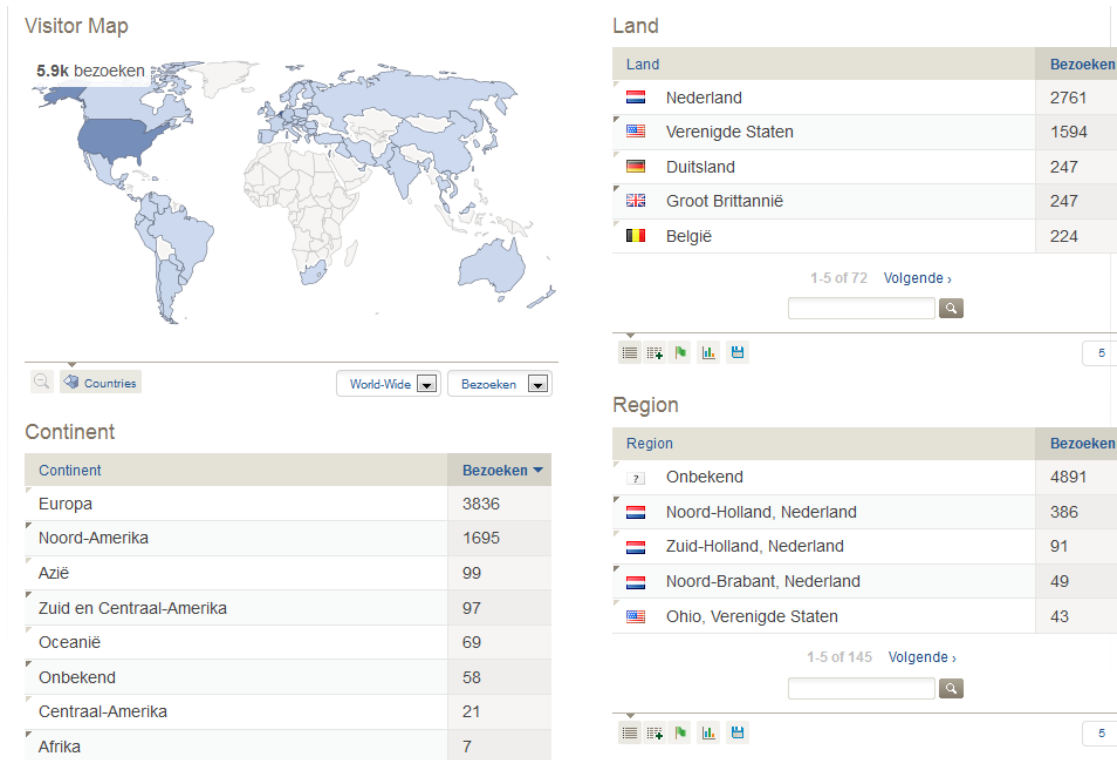 Visitor Map
5.9k bezoeken
Countries
World-Wide
Bezoeken
Continent
Continent Bezoeken
Europa 3836
Noord-Amerika 1695
Azië 99
Zuid en Centraal-Amerika 97
Oceanië 69
Onbekend 58
Centraal-Amerika 21
Afrika 7
Land
Land Bezoeken
Nederland 2761
Verenigde Staten 1594
Duitsland 247
Groot Brittannië 247
België 224
1-5 of 72 Volgende ›
5
Region
Region Bezoeken
? Onbekend 4891
Noord-Holland, Nederland 386
Zuid-Holland, Nederland 91
Noord-Brabant, Nederland 49
Ohio, Verenigde Staten 43
1-5 of 145 Volgende ›
5